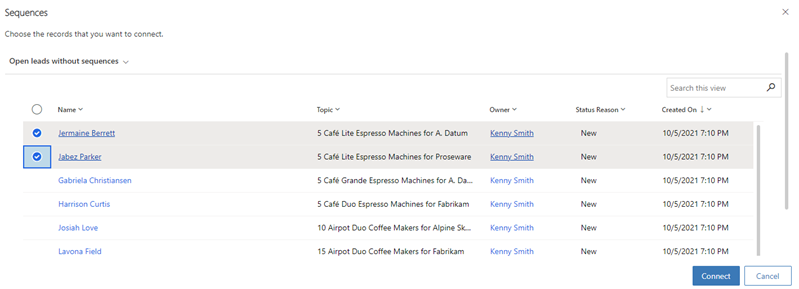 Sequences
Choose the records that you want to connect.
Open leads without sequences
Search this view
Name Topic Owner Status Reason Created On
Jermaine Berrett 5 Café Lite Espresso Machines for A. Datum Kenny Smith New 10/5/2021 7:10 PM
Jabez Parker 5 Café Lite Espresso Machines for Proseware Kenny Smith New 10/5/2021 7:10 PM
Gabriela Christiansen 5 Café Grande Espresso Machines for A. Da... Kenny Smith New 10/5/2021 7:10 PM
Harrison Curtis 5 Café Duo Espresso Machines for Fabrikam Kenny Smith New 10/5/2021 7:10 PM
Josiah Love 10 Airpot Duo Coffee Makers for Alpine Sk... Kenny Smith New 10/5/2021 7:10 PM
Lavona Field 15 Airpot Duo Coffee Makers for Fabrikam Kenny Smith New 10/5/2021 7:10 PM
Connect Cancel